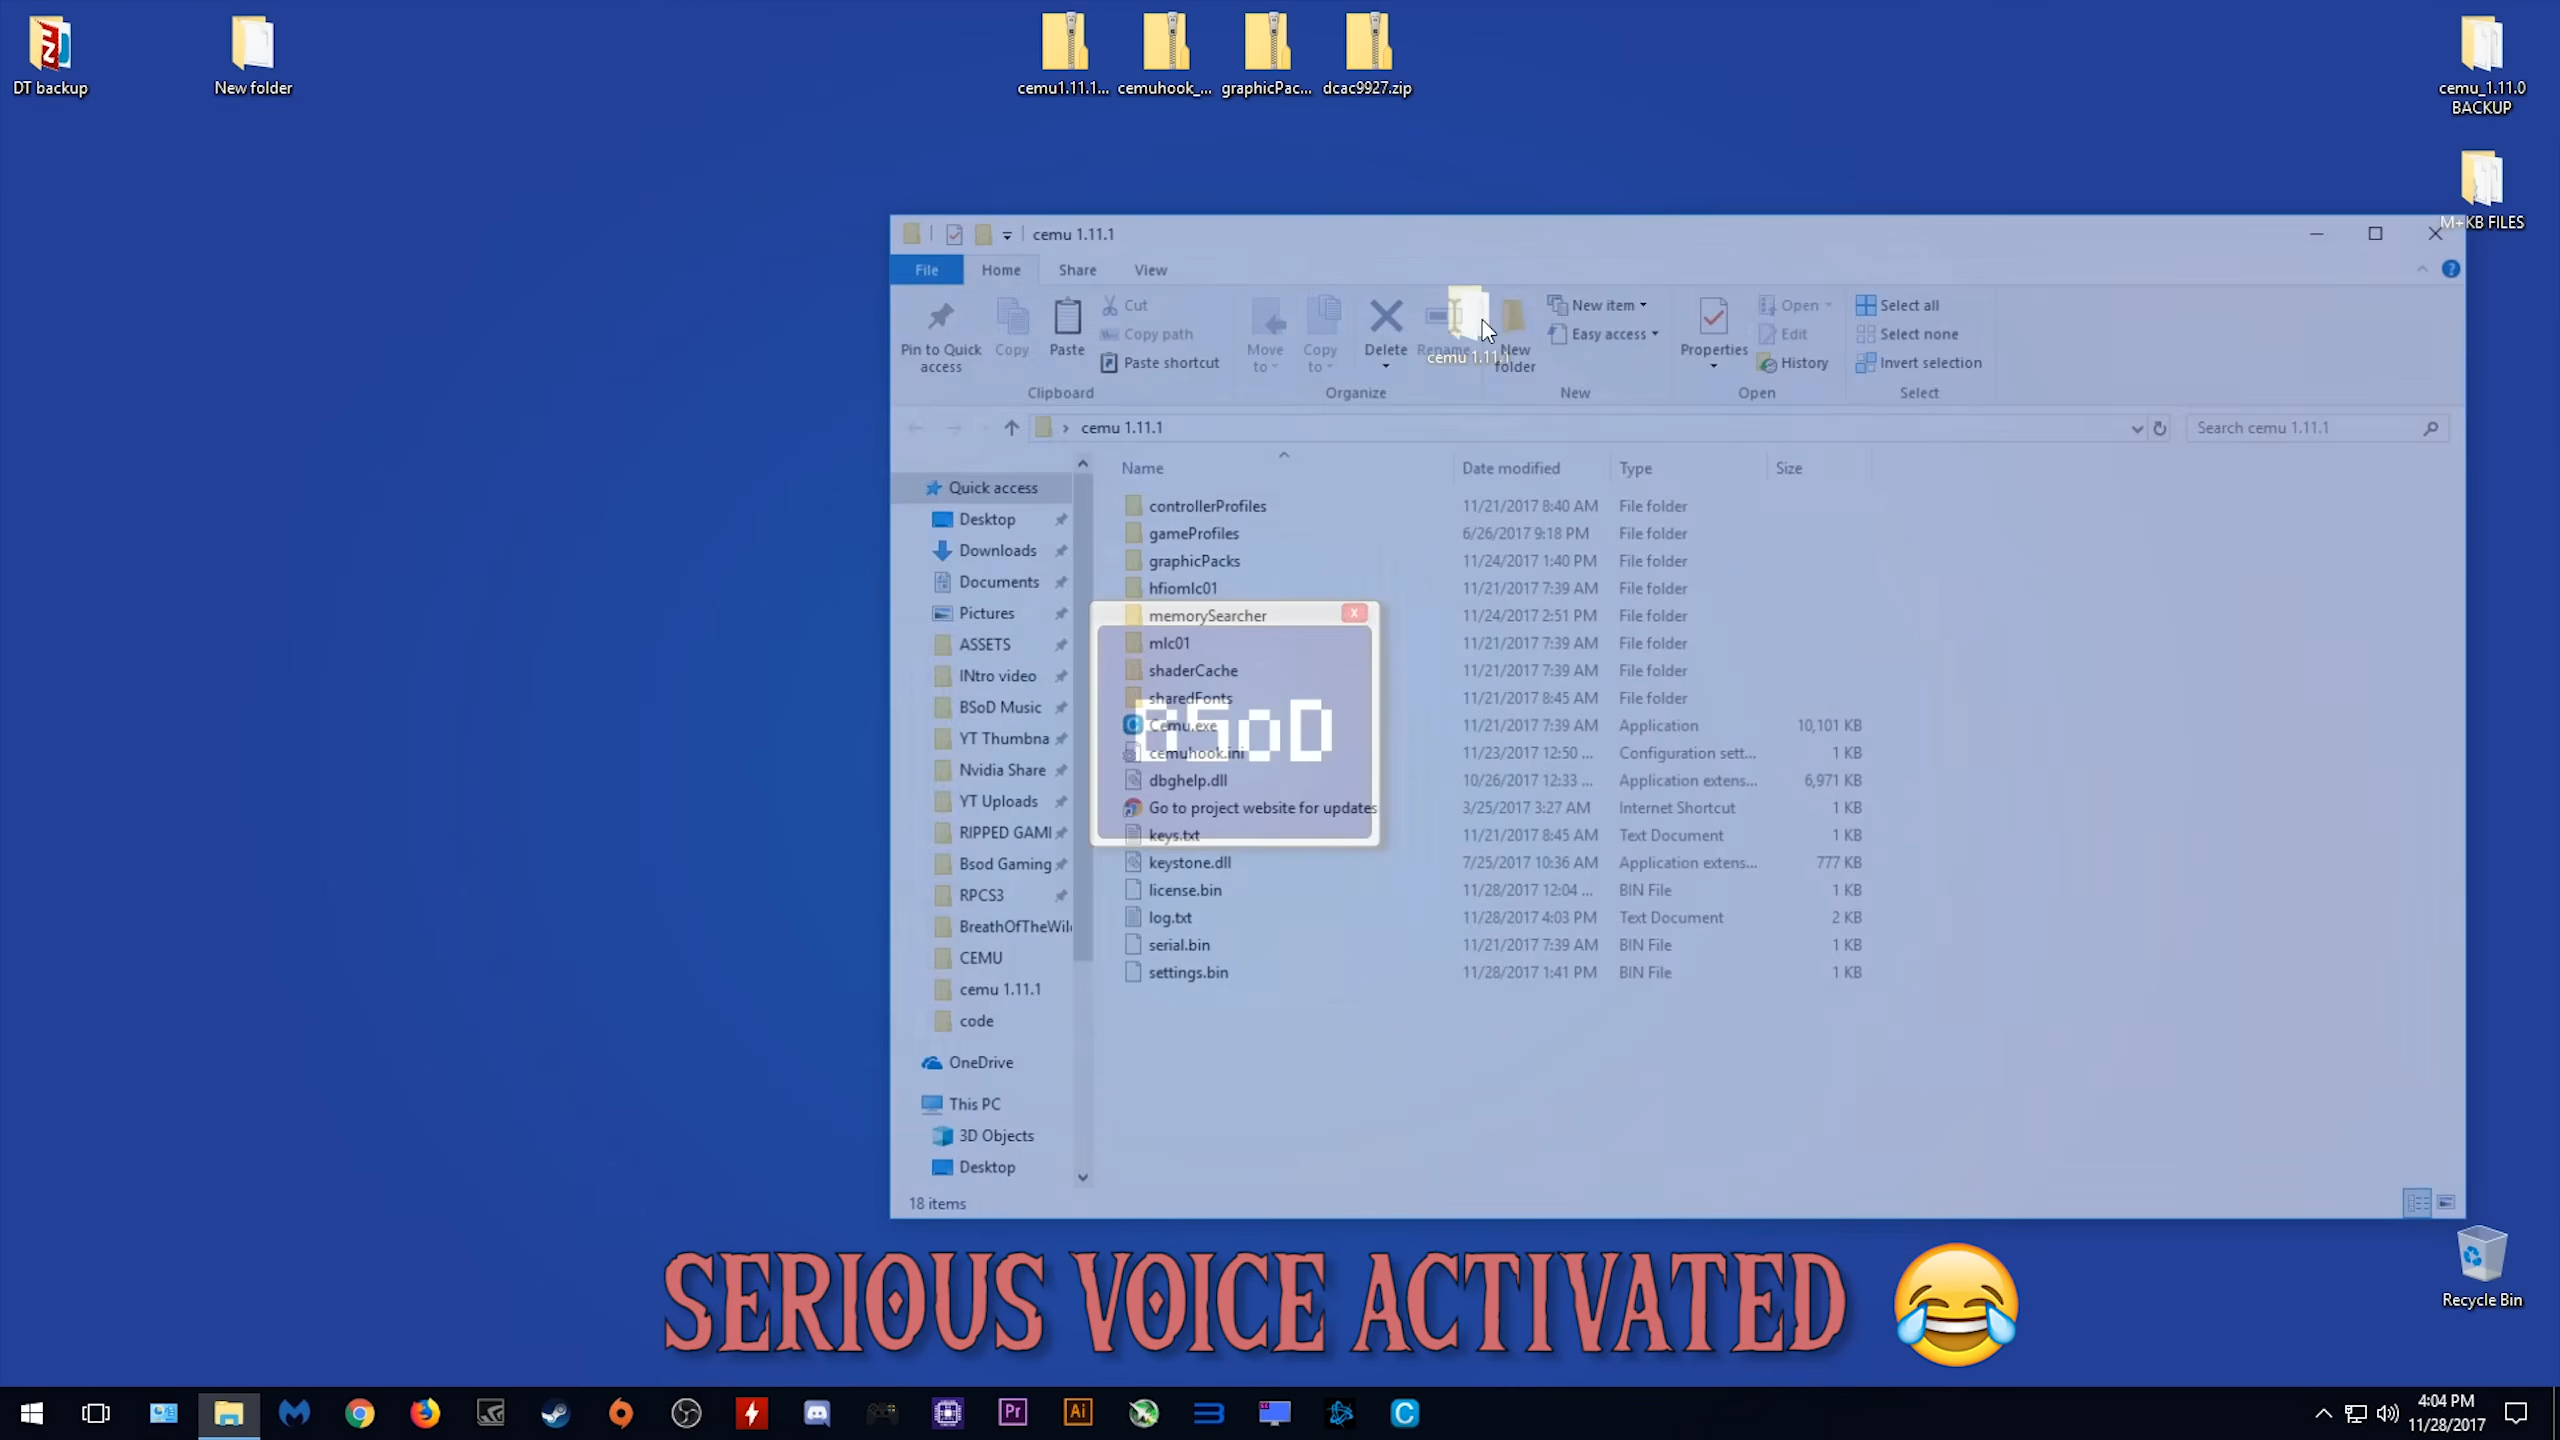 DT backup
New folder
cemu1.11.1...
cemuhook_...
graphicPac...
dcac9927.zip
cemu_1.11.0
BACKUP
M+KB FILES
cemu 1.11.1
File
Home
Share
View
Pin to Quick
access
Copy
Paste
Cut
Copy path
Paste shortcut
Clipboard
Move
to
Copy
to
Delete
Rename
cemu 1.11.1
Organize
New
folder
New item
Easy access
New
Properties
Open
Edit
History
Open
Select all
Select none
Invert selection
Select
cemu 1.11.1
Search cemu 1.11.1
Quick access
Desktop
Downloads
Documents
Pictures
ASSETS
INtro video
BSoD Music
YT Thumbna
Nvidia Share
YT Uploads
RIPPED GAMI
Bsod Gaming
RPCS3
BreathOfTheWil
CEMU
cemu 1.11.1
code
OneDrive
This PC
3D Objects
Desktop
Name Date modified Type Size
controllerProfiles 11/21/2017 8:40 AM File folder
gameProfiles 6/26/2017 9:18 PM File folder
graphicPacks 11/24/2017 1:40 PM File folder
hfiomlc01 11/21/2017 7:39 AM File folder
memorySearcher 11/24/2017 2:51 PM File folder
mlc01 11/21/2017 7:39 AM File folder
shaderCache 11/21/2017 7:39 AM File folder
sharedFonts 11/21/2017 8:45 AM File folder
Cemu.exe 11/21/2017 7:39 AM Application 10,101 KB
cemuhook.ini 11/23/2017 12:50 ... Configuration sett... 1 KB
dbghelp.dll 10/26/2017 12:33 ... Application extens... 6,971 KB
Go to project website for updates 3/25/2017 3:27 AM Internet Shortcut 1 KB
keys.txt 11/21/2017 8:45 AM Text Document 1 KB
keystone.dll 7/25/2017 10:36 AM Application extens... 777 KB
license.bin 11/28/2017 12:04 ... BIN File 1 KB
log.txt 11/28/2017 4:03 PM Text Document 2 KB
serial.bin 11/21/2017 7:39 AM BIN File 1 KB
settings.bin 11/28/2017 1:41 PM BIN File 1 KB
BSoD
18 items
Recycle Bin
SERIOUS VOICE ACTIVATED
Pr
Ai
4:04 PM
11/28/2017